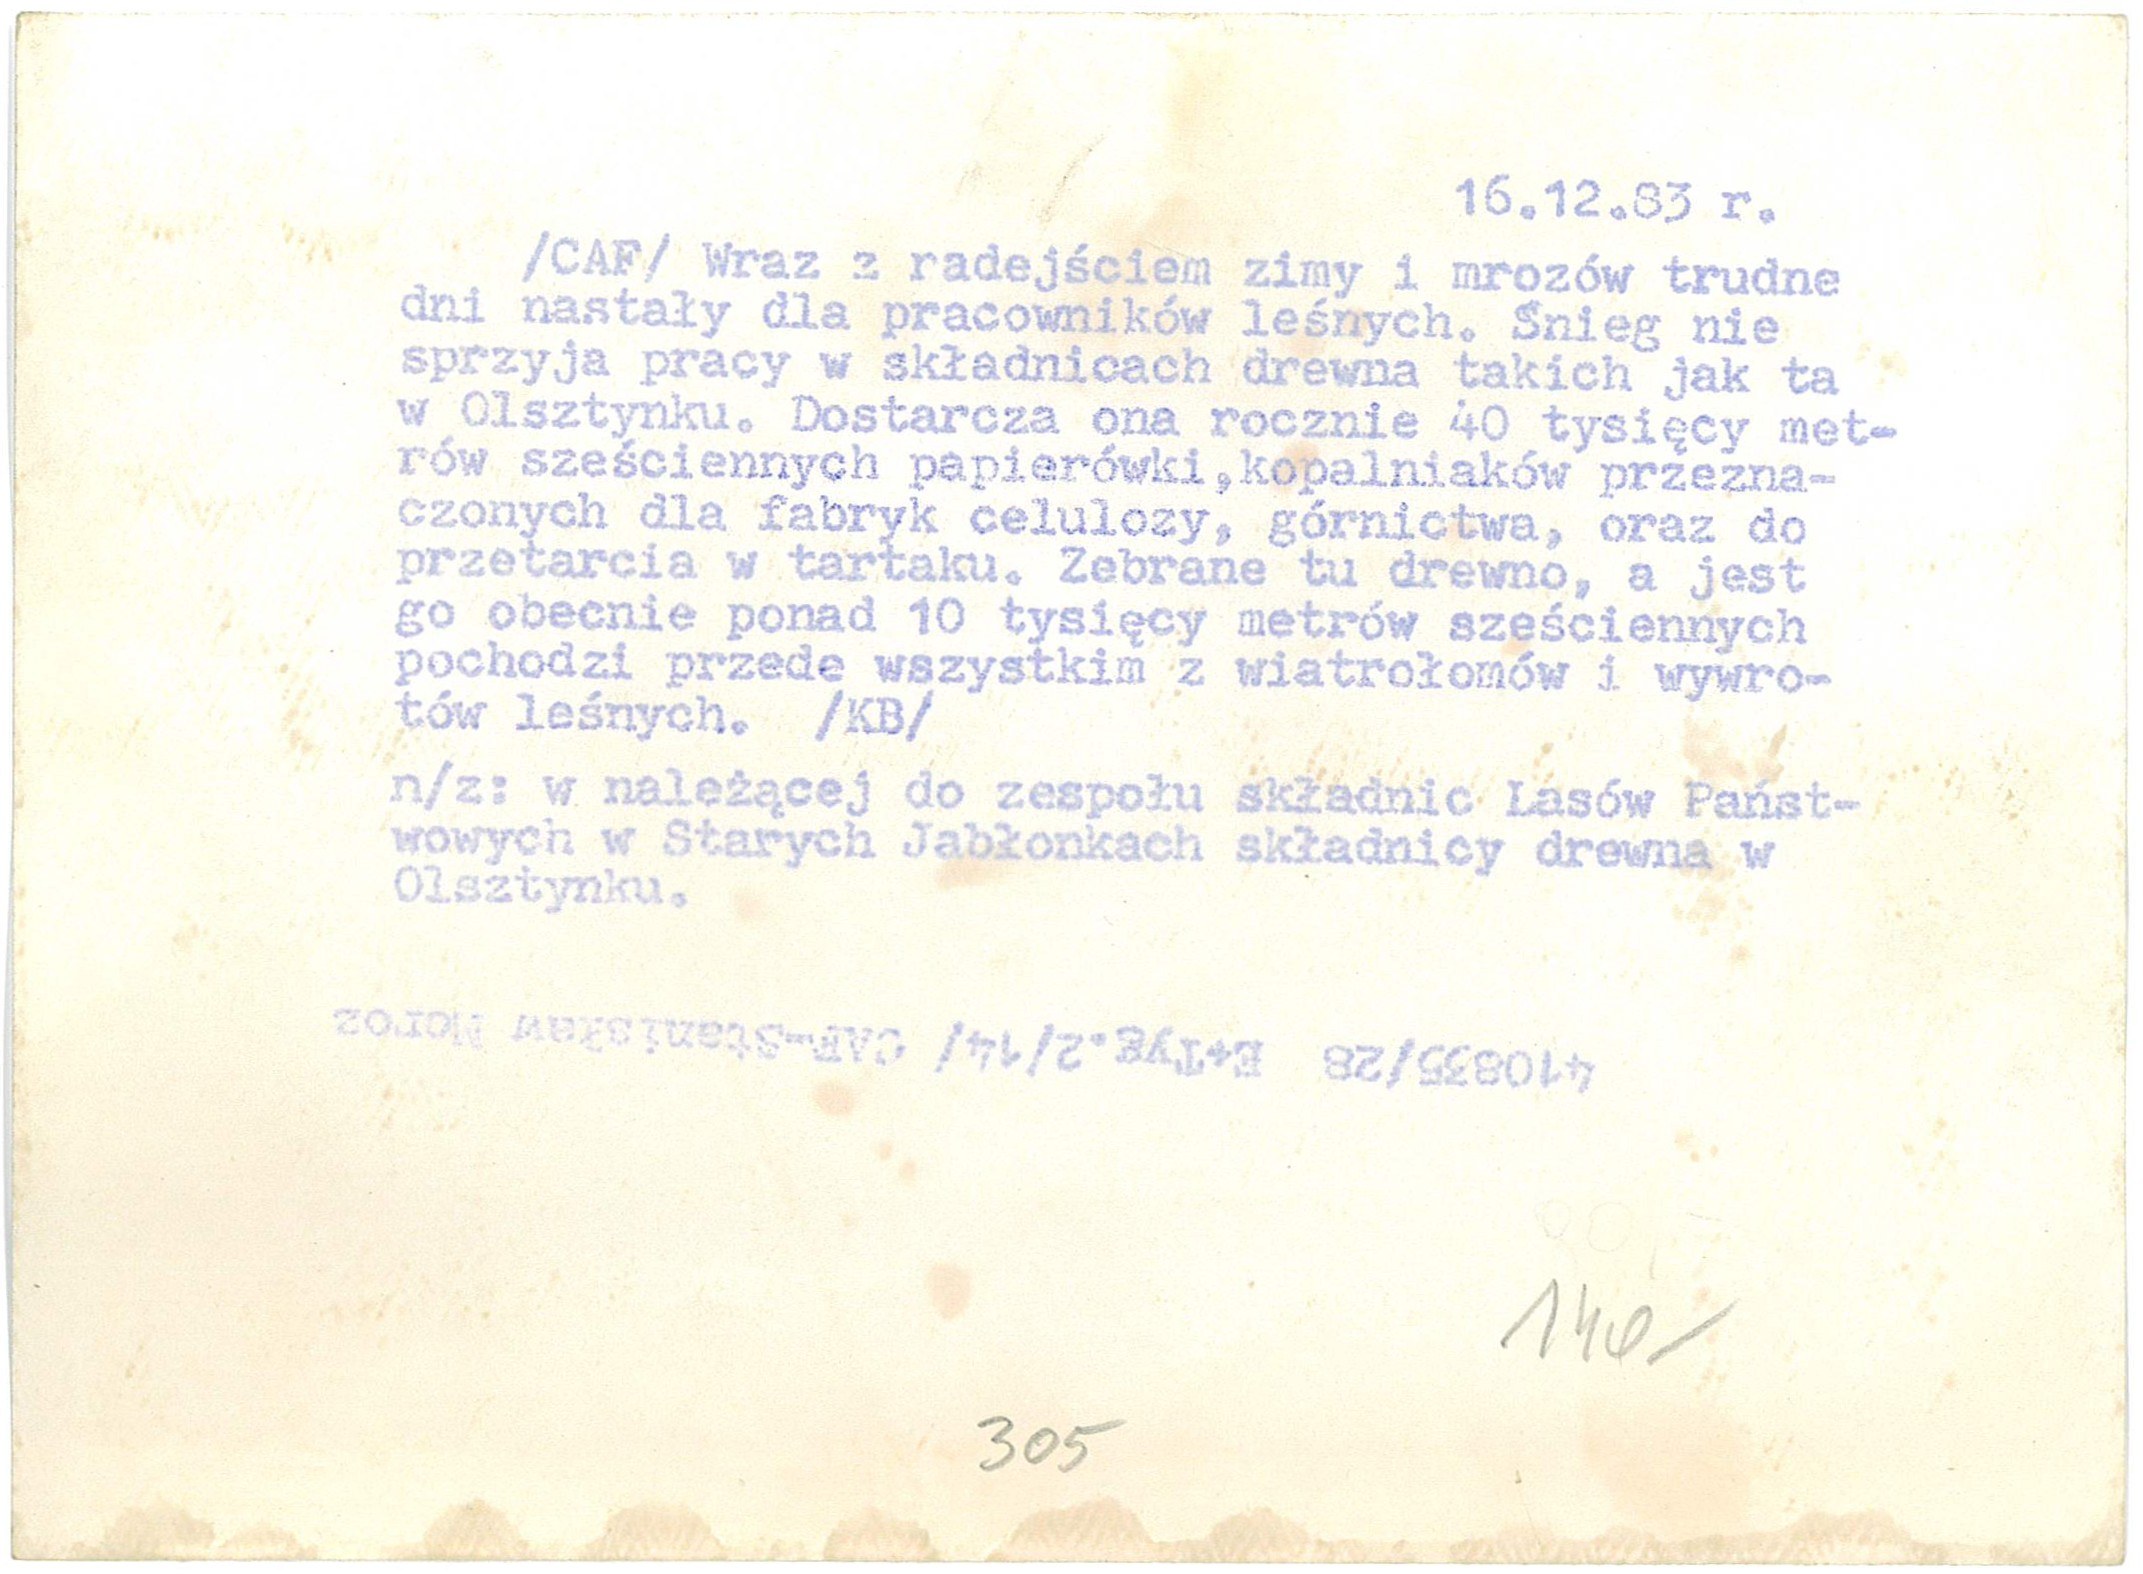 16.12.83 r.
/CAF/ Wraz z radejściem zimy i mrozów trudne
dni nastały dla pracowników leśnych. Śnieg nie
sprzyja pracy w składnicach drewna takich jak ta
w Olsztynku. Dostarcza ona rocznie 40 tysięcy met-
rów sześciennych papierówki,kopalniaków przezna-
czonych dla fabryk celulozy, górnictwa, oraz do
przetarcia w tartaku. Zebrane tu drewno, a jest
go obecnie ponad 10 tysięcy metrów sześciennych
pochodzi przede wszystkim z wiatrołomów i wywro-
tów leśnych. /KB/
n/z: w należącej do zespołu składnic Lasów Państ-
wowych w Starych Jabłonkach składnicy drewna w
Olsztynku.
410835/28 E+Tyg.2/14/ CAF-Stanisław Moroz
305